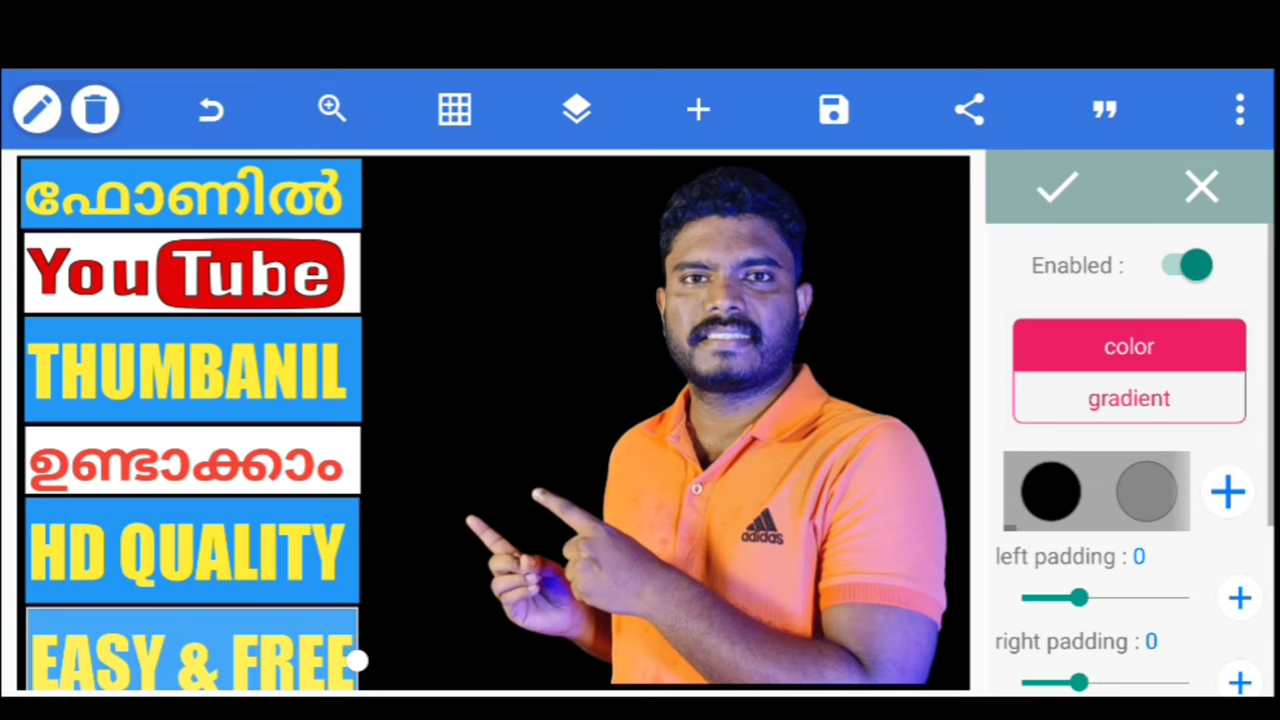 ഫോണിൽ
YouTube
THUMBANIL
ഉണ്ടാക്കാം
HD QUALITY
EASY & FREE
adidas
Enabled :
color
gradient
left padding : 0
right padding : 0